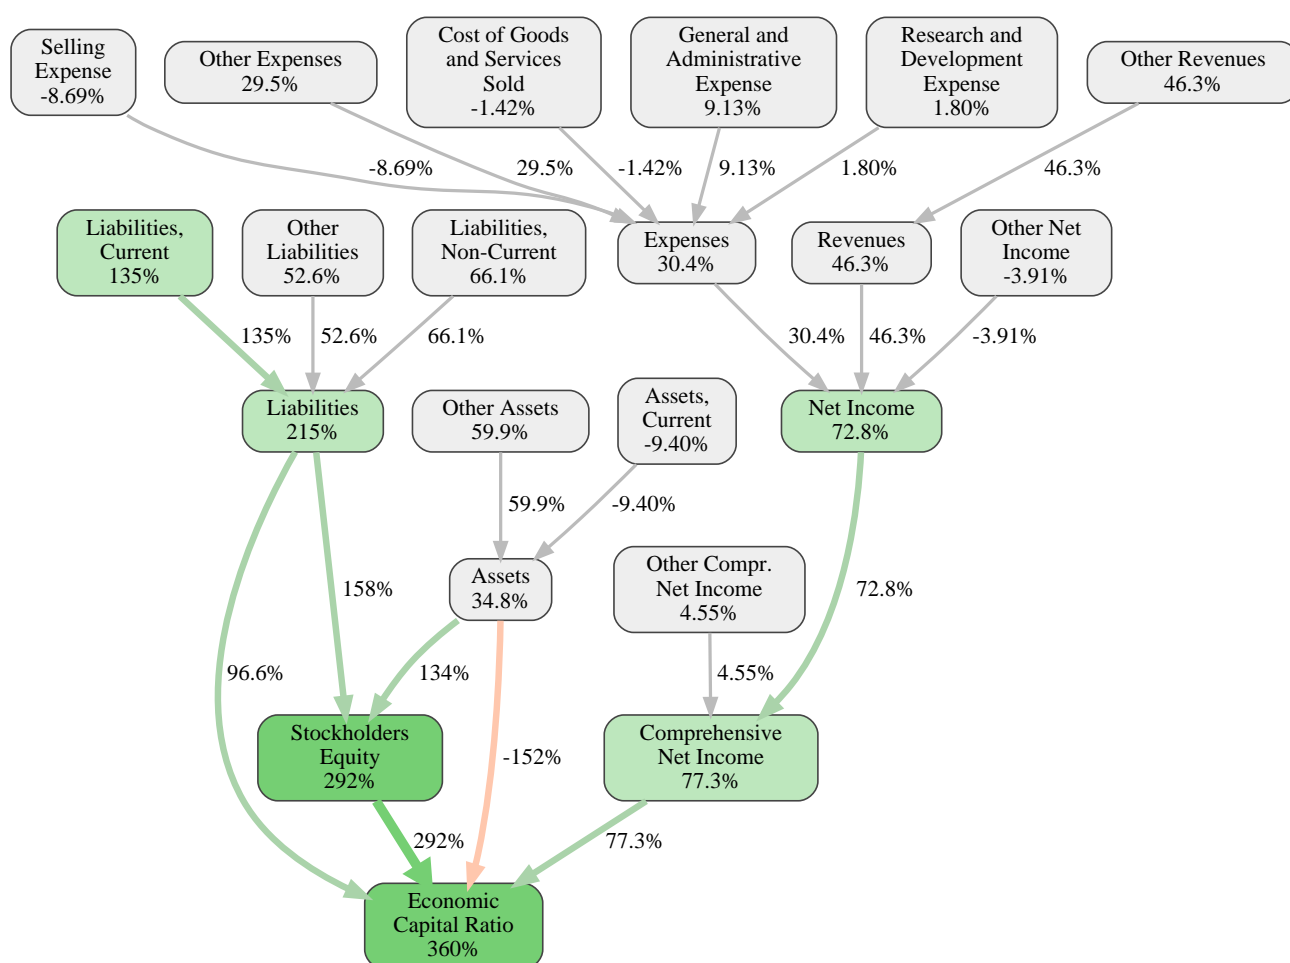 Selling
Expense
-8.69%
Other Expenses
29.5%
Cost of Goods
and Services
Sold
-1.42%
General and
Administrative
Expense
9.13%
Research and
Development
Expense
1.80%
Other Revenues
46.3%
-8.69%
29.5%
-1.42%
9.13%
1.80%
46.3%
Liabilities,
Current
135%
Other
Liabilities
52.6%
Liabilities,
Non-Current
66.1%
Expenses
30.4%
Revenues
46.3%
Other Net
Income
-3.91%
135%
52.6%
66.1%
30.4%
46.3%
-3.91%
Liabilities
215%
Other Assets
59.9%
Assets,
Current
-9.40%
Net Income
72.8%
59.9%
-9.40%
Assets
34.8%
Other Compr.
Net Income
4.55%
158%
72.8%
96.6%
134%
4.55%
Stockholders
Equity
292%
-152%
Comprehensive
Net Income
77.3%
292%
77.3%
Economic
Capital Ratio
360%